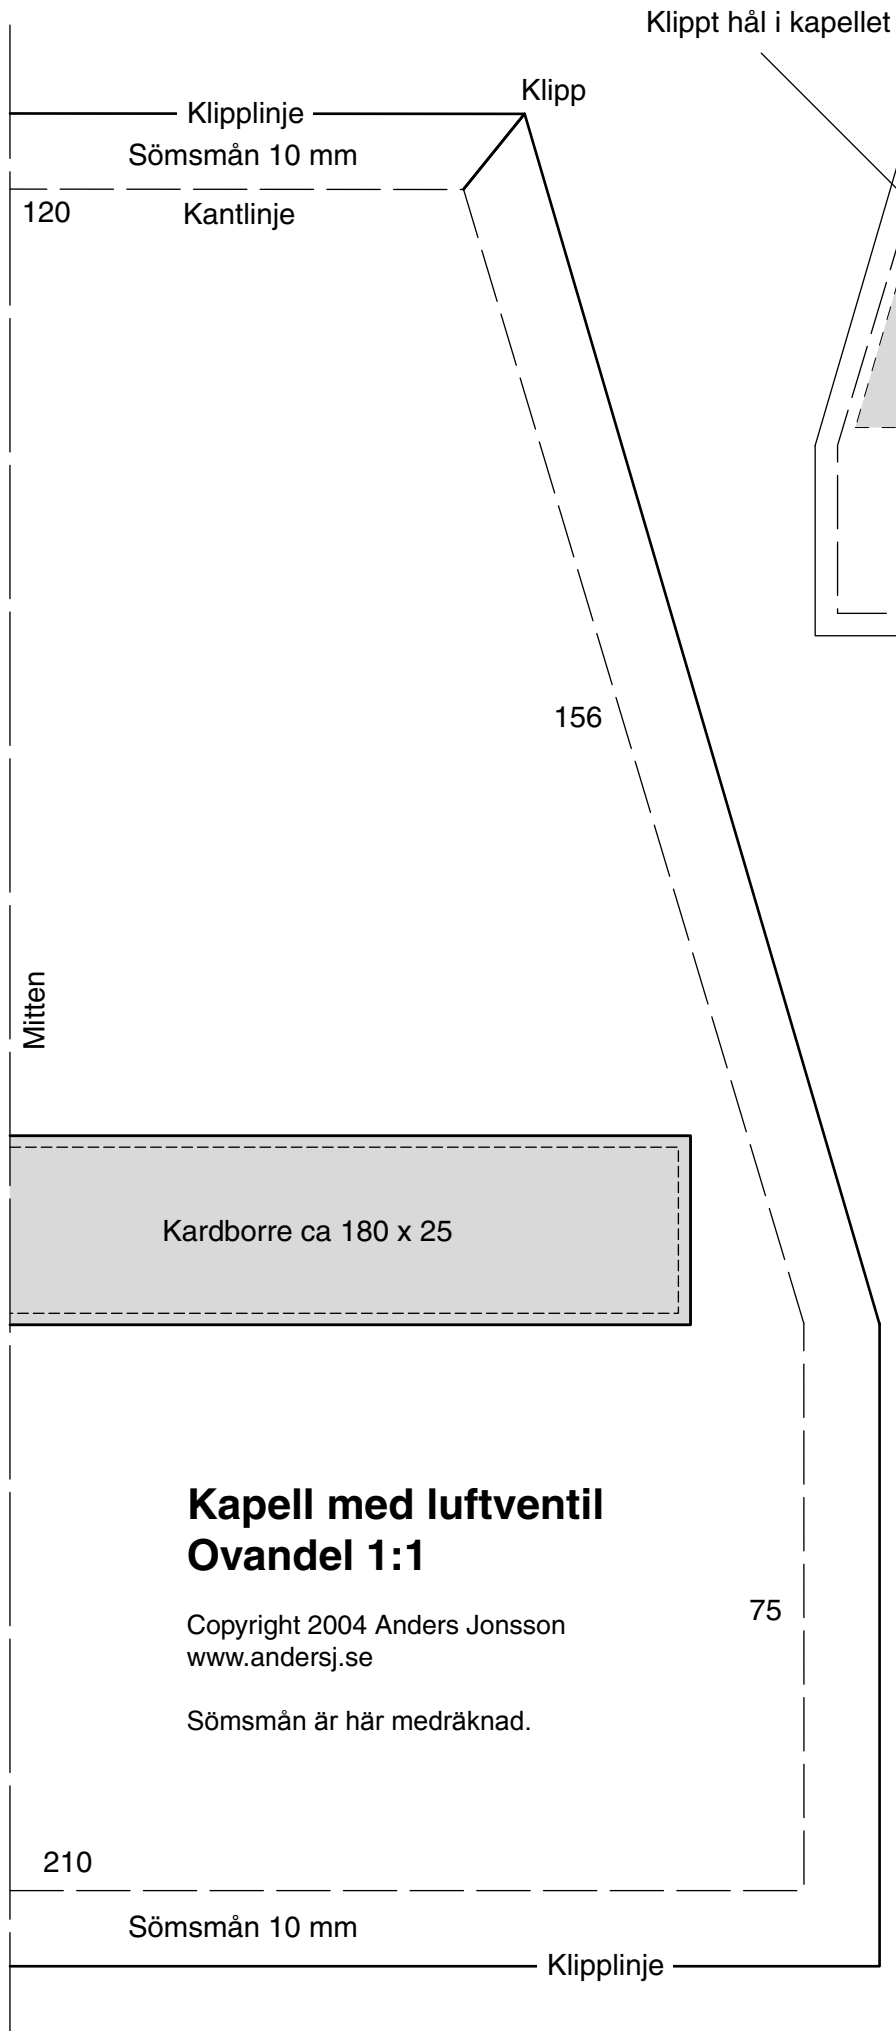 Klippt hål i kapellet
Klipp
Klipplinje
Sömsmån 10 mm
120
Kantlinje
156
Mitten
Kardborre ca 180 x 25
Kapell med luftventil
Ovandel 1:1
Copyright 2004 Anders Jonsson
www.andersj.se
75
Sömsmån är här medräknad.
210
Sömsmån 10 mm
Klipplinje